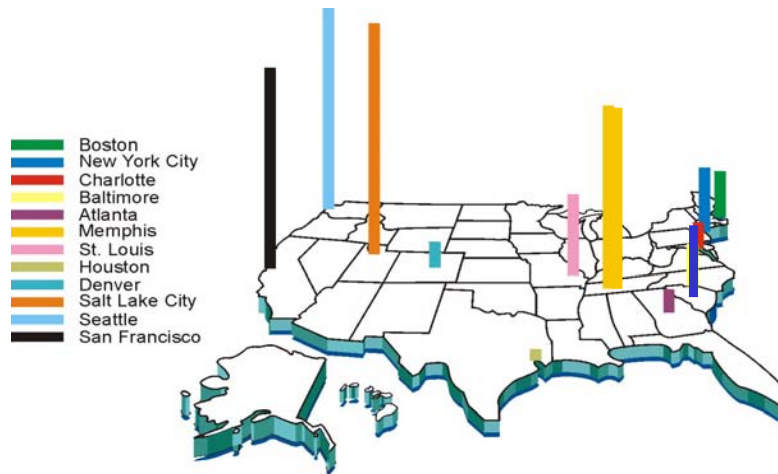 Boston
New York City
Charlotte
Baltimore
Atlanta
Memphis
St. Louis
Houston
Denver
Salt Lake City
Seattle
San Francisco